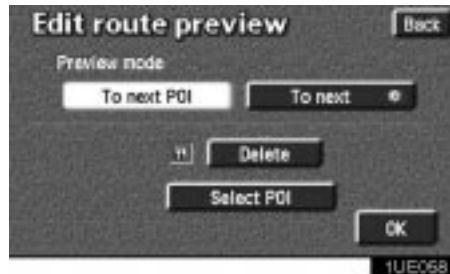 Edit route preview
Back
Preview mode
To next POI
To next
Delete
Select POI
OK
1UE058